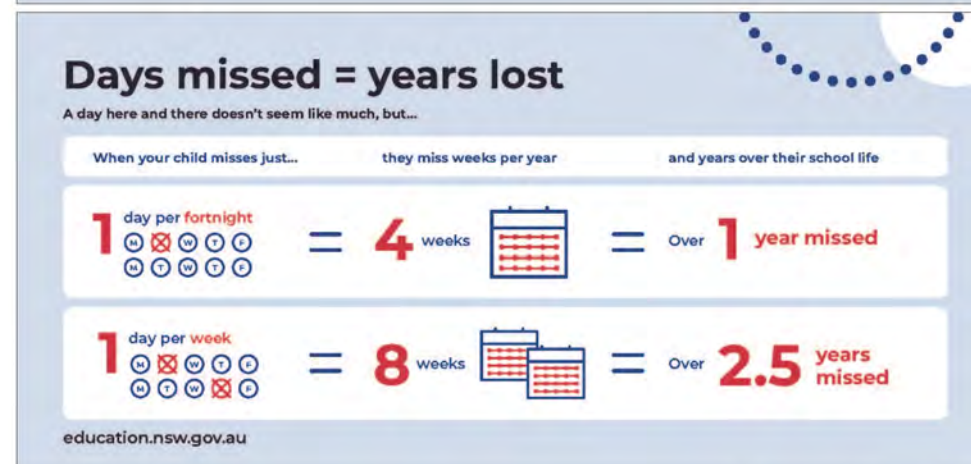 Days missed = years lost
A day here and there doesn't seem like much, but...
When your child misses just... they miss weeks per year and years over their school life
1 day per fortnight = 4 weeks = Over 1 year missed
M T W T F
M T W T F
1 day per week = 8 weeks = Over 2.5 years missed
M T W T F
M T W T F
education.nsw.gov.au